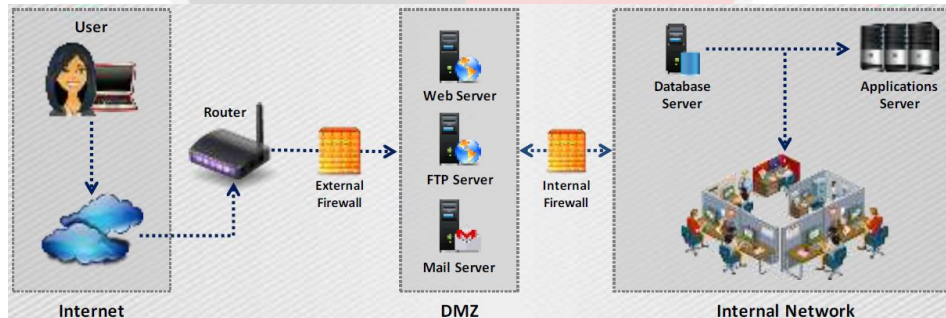 User
Router
External
Firewall
Web Server
FTP Server
Mail Server
Internal
Firewall
Database
Server
Applications
Server
Internet
DMZ
Internal Network